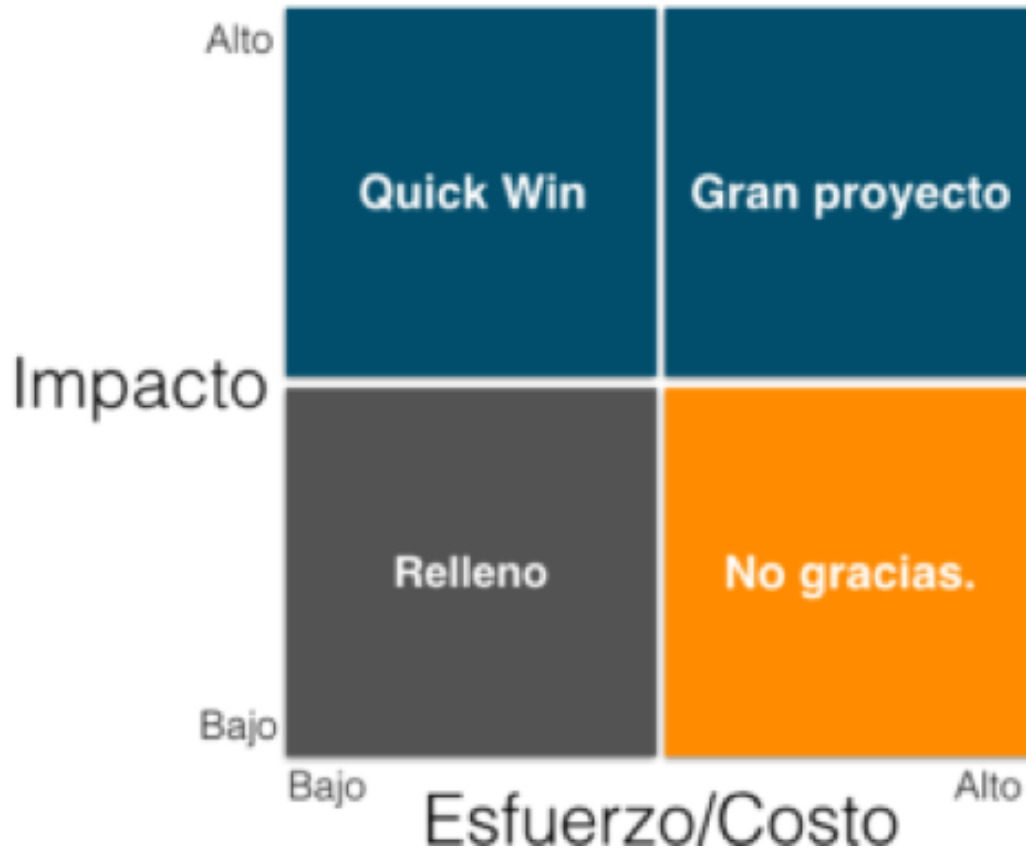 Alto
Quick Win
Gran proyecto
Impacto
Relleno
No gracias.
Bajo
Bajo
Alto
Esfuerzo/Costo